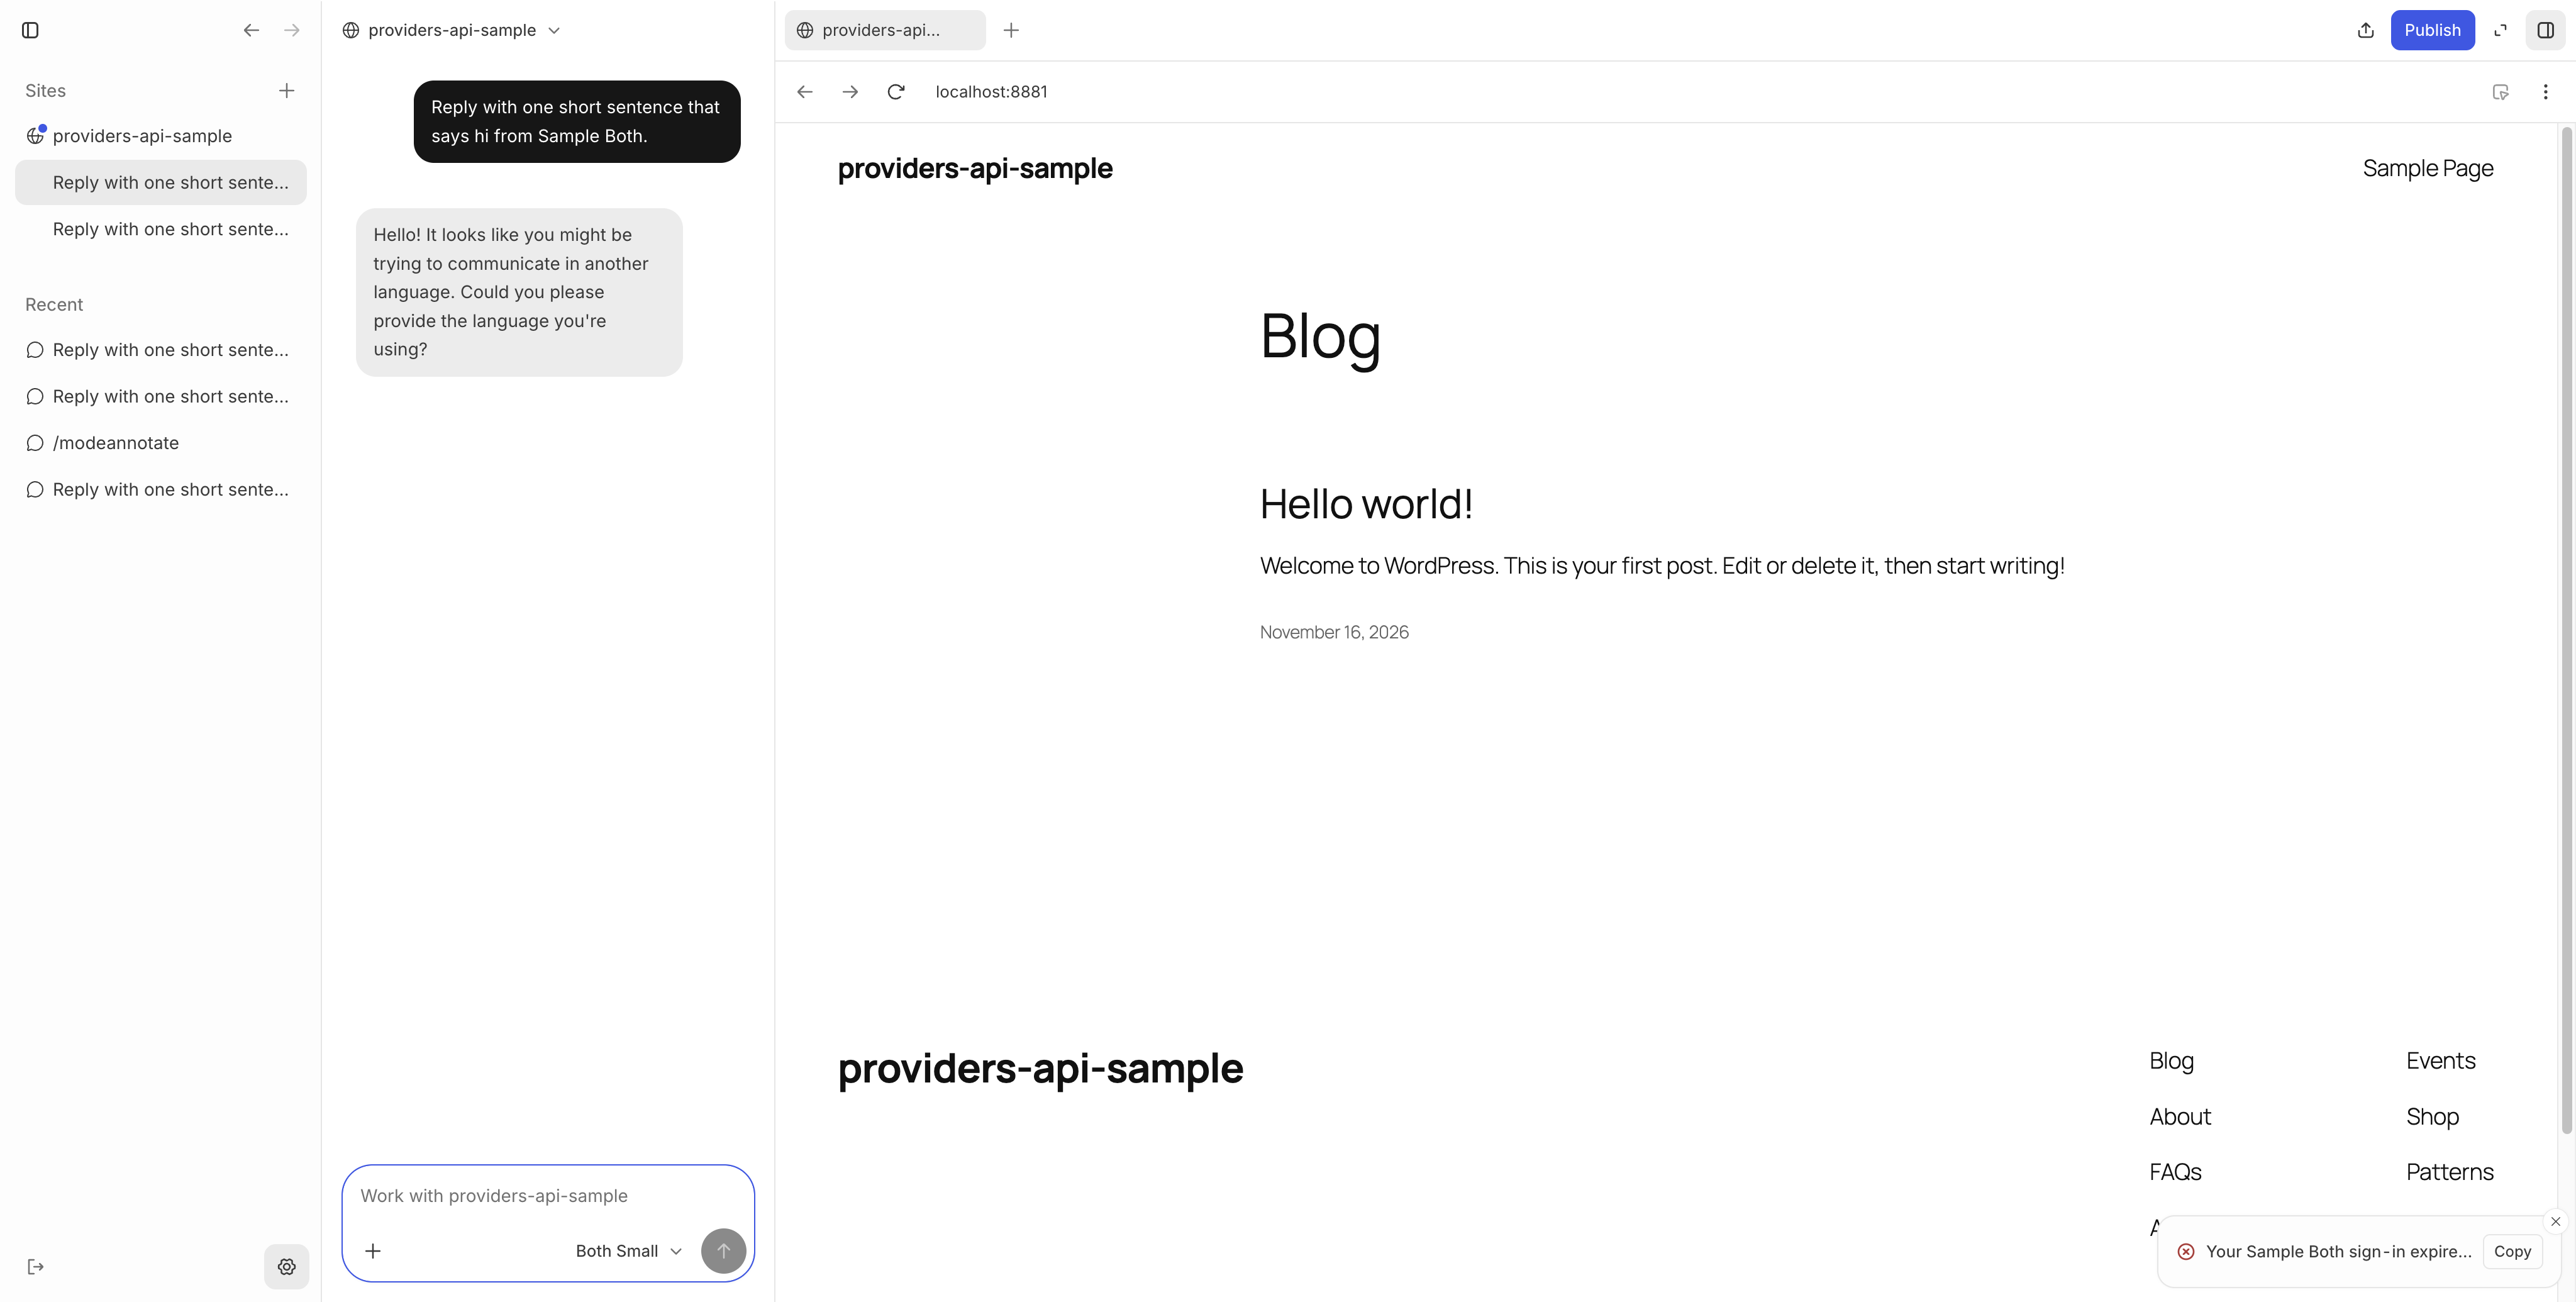 providers-api-sample
providers-api...
Publish
Sites
localhost:8881
Reply with one short sentence that
says hi from Sample Both.
providers-api-sample
Reply with one short sente...
Reply with one short sente...
Hello! It looks like you might be
trying to communicate in another
language. Could you please
provide the language you're
using?
Recent
Reply with one short sente...
Reply with one short sente...
/modeannotate
Reply with one short sente...
providers-api-sample
Sample Page
Blog
Hello world!
Welcome to WordPress. This is your first post. Edit or delete it, then start writing!
November 16, 2026
providers-api-sample
Blog
About
FAQs
Events
Shop
Patterns
Work with providers-api-sample
Both Small
Your Sample Both sign-in expire...
Copy